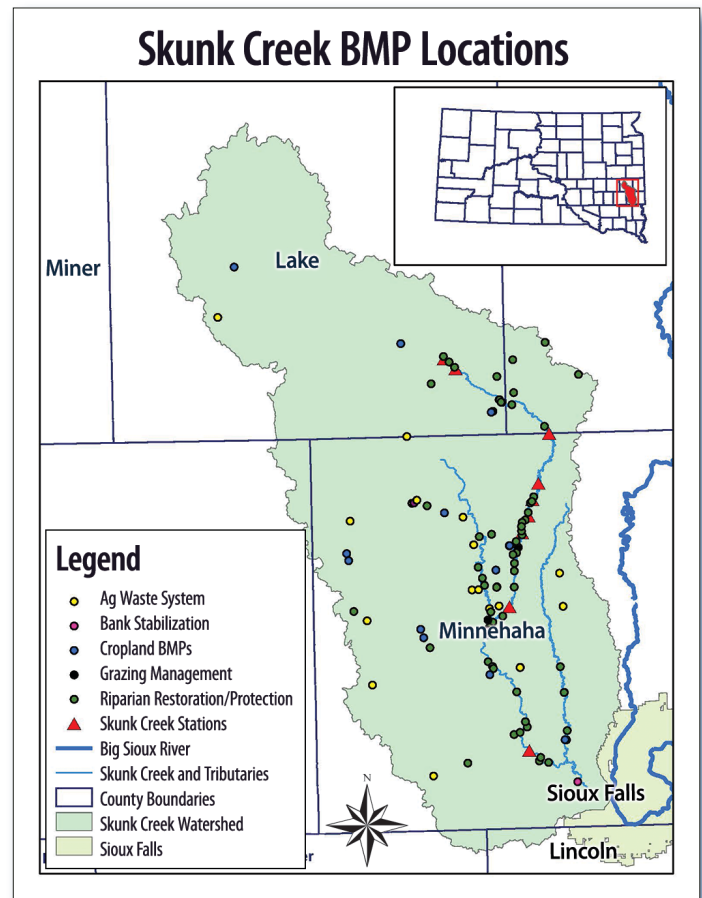 Skunk Creek BMP Locations
Lake
Miner
Legend
Ag Waste System
Bank Stabilization
Cropland BMPs
Grazing Management
Riparian Restoration/Protection
Skunk Creek Stations
Big Sioux River
Skunk Creek and Tributaries
County Boundaries
Skunk Creek Watershed
Sioux Falls
Minnehaha
N
Sioux Falls
Lincoln